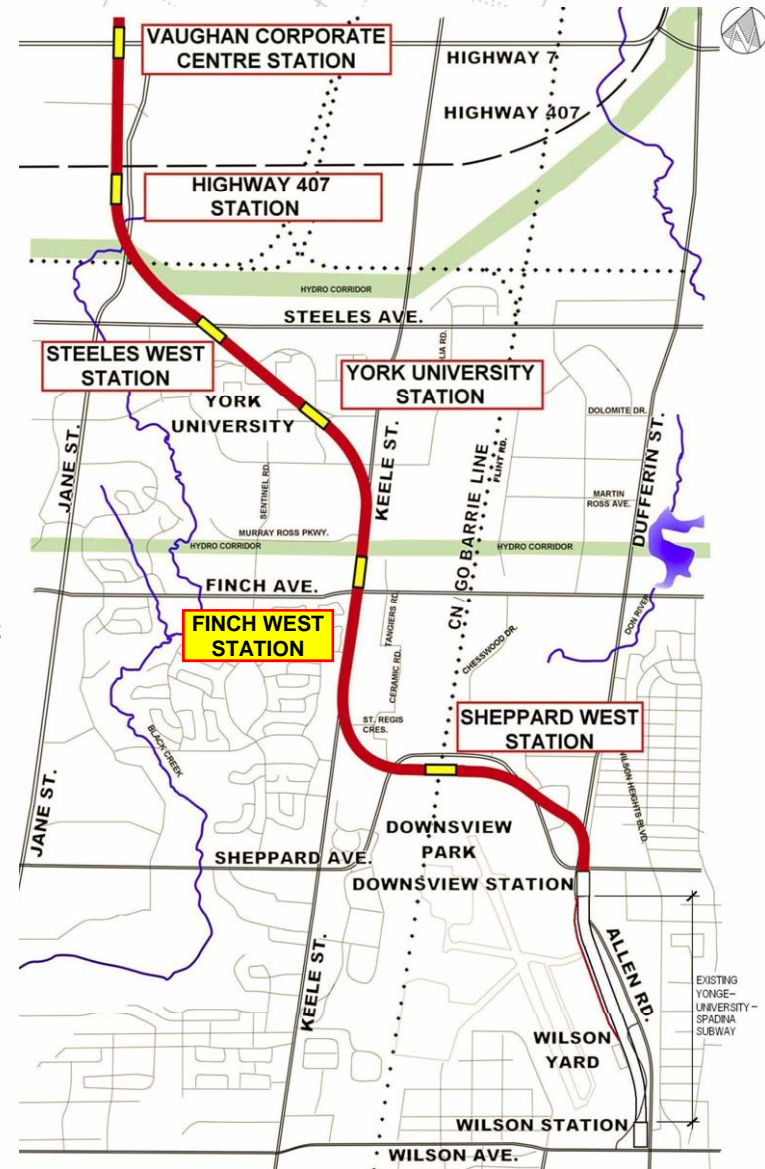 VAUGHAN CORPORATE
CENTRE STATION
HIGHWAY 7
HIGHWAY 407
HIGHWAY 407
STATION
HYDRO CORRIDOR
STEELES AVE.
STEELES WEST
STATION
YORK UNIVERSITY
STATION
YORK
UNIVERSITY
DOLOMITE DR.
JANE ST.
SENTINEL RD.
KEELE ST.
CN / GO BARRIE LINE
FLINT RD.
MARTIN
ROSS AVE.
DUFFERIN ST.
MURRAY ROSS PKWY.
HYDRO CORRIDOR
HYDRO CORRIDOR
FINCH AVE.
FINCH WEST
STATION
TANGIERS RD.
CERAMIC RD.
CHESSWOOD DR.
DON RIVER
ST. REGIS
CRES.
SHEPPARD WEST
STATION
BLACK CREEK
WILSON HEIGHTS BLVD.
JANE ST.
DOWNSVIEW
PARK
SHEPPARD AVE.
DOWNSVIEW STATION
KEELE ST.
ALLEN RD.
EXISTING
YONGE-
UNIVERSITY-
SPADINA
SUBWAY
WILSON
YARD
WILSON STATION
WILSON AVE.